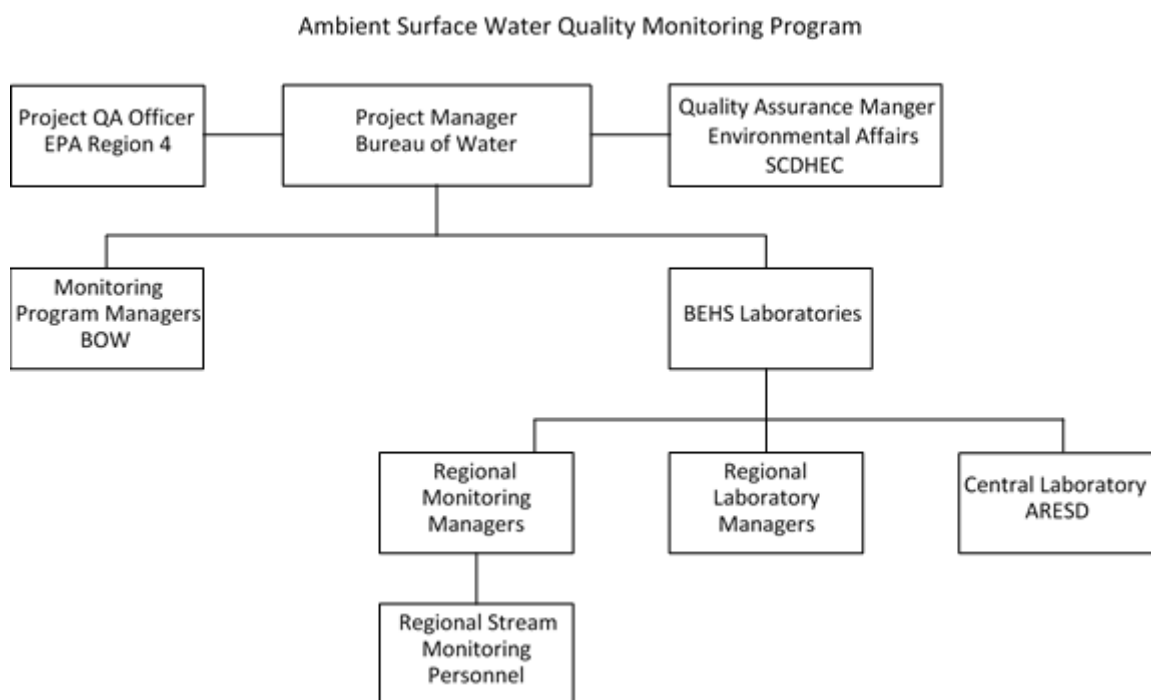 Ambient Surface Water Quality Monitoring Program
Project QA Officer
EPA Region 4
Project Manager
Bureau of Water
Quality Assurance Manger
Environmental Affairs
SCDHEC
Monitoring
Program Managers
BOW
BEHS Laboratories
Regional
Monitoring
Managers
Regional
Laboratory
Managers
Central Laboratory
ARESD
Regional Stream
Monitoring
Personnel